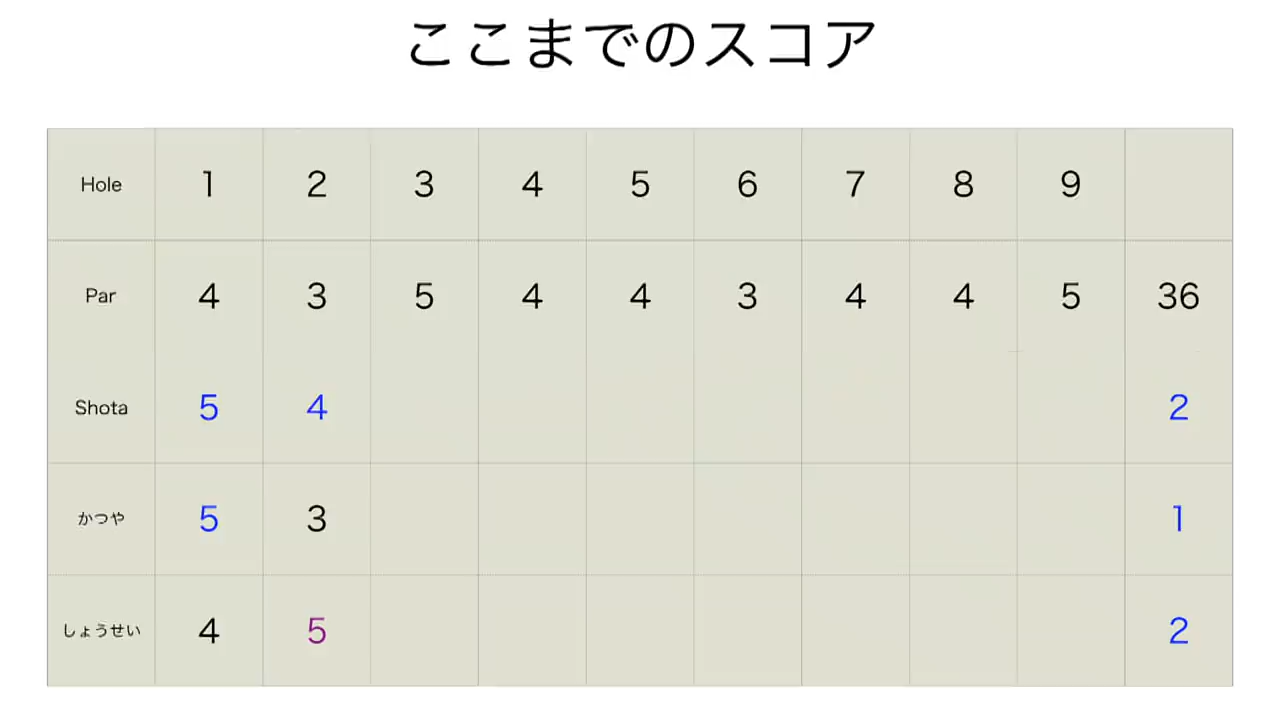 ここまでのスコア
Hole 1 2 3 4 5 6 7 8 9
Par 4 3 5 4 4 3 4 4 5 36
Shota 5 4 2
かつや 5 3 1
しょうせい 4 5 2